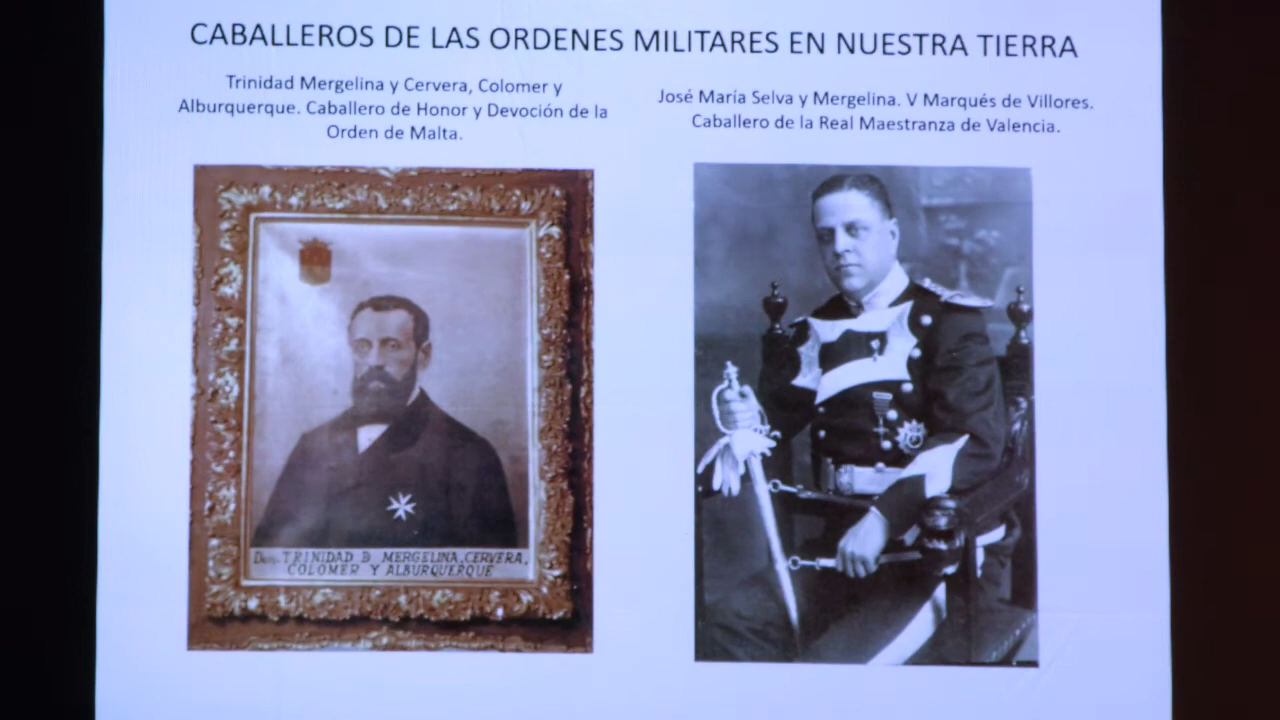 CABALLEROS DE LAS ORDENES MILITARES EN NUESTRA TIERRA
Trinidad Mergelina y Cervera, Colomer y
Alburquerque. Caballero de Honor y Devoción de la
Orden de Malta.
José María Selva y Mergelina. V Marqués de Villores.
Caballero de la Real Maestranza de Valencia.
Don TRINIDAD D MERGELINA, CERVERA,
COLOMER Y ALBURQUERQUE